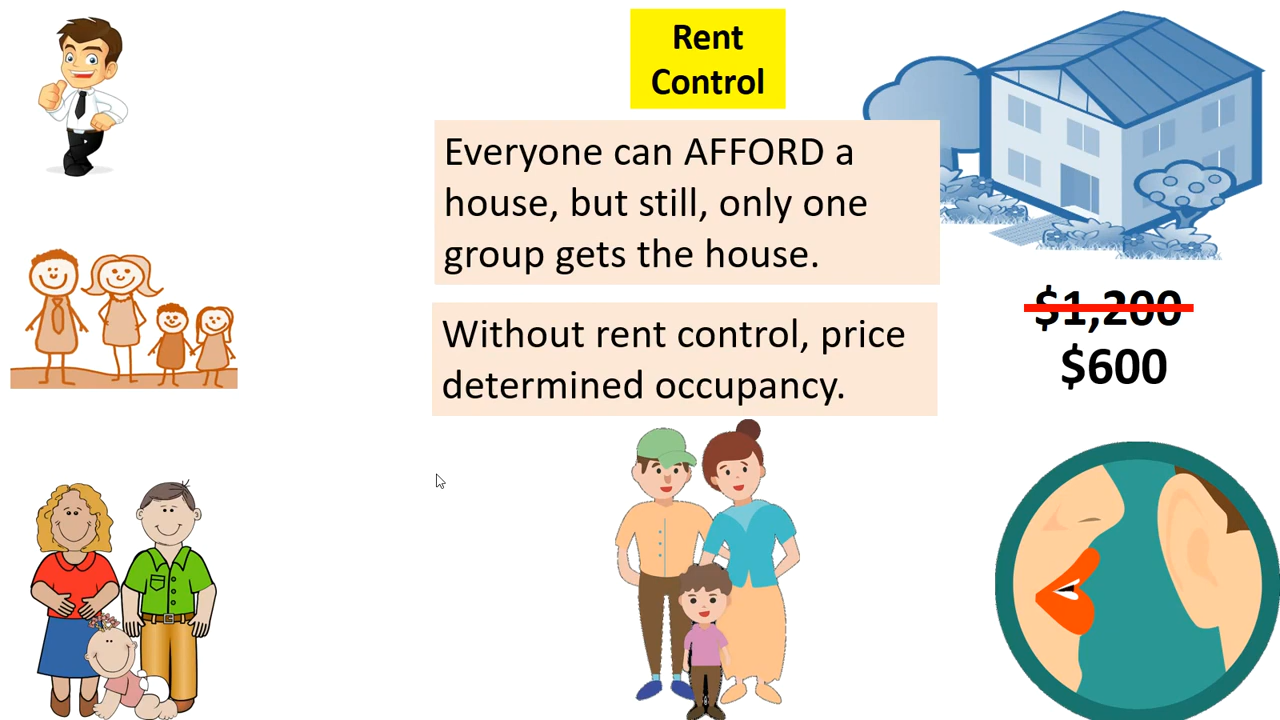 Rent
Control
Everyone can AFFORD a
house, but still, only one
group gets the house.
$1,200
$600
Without rent control, price
determined occupancy.